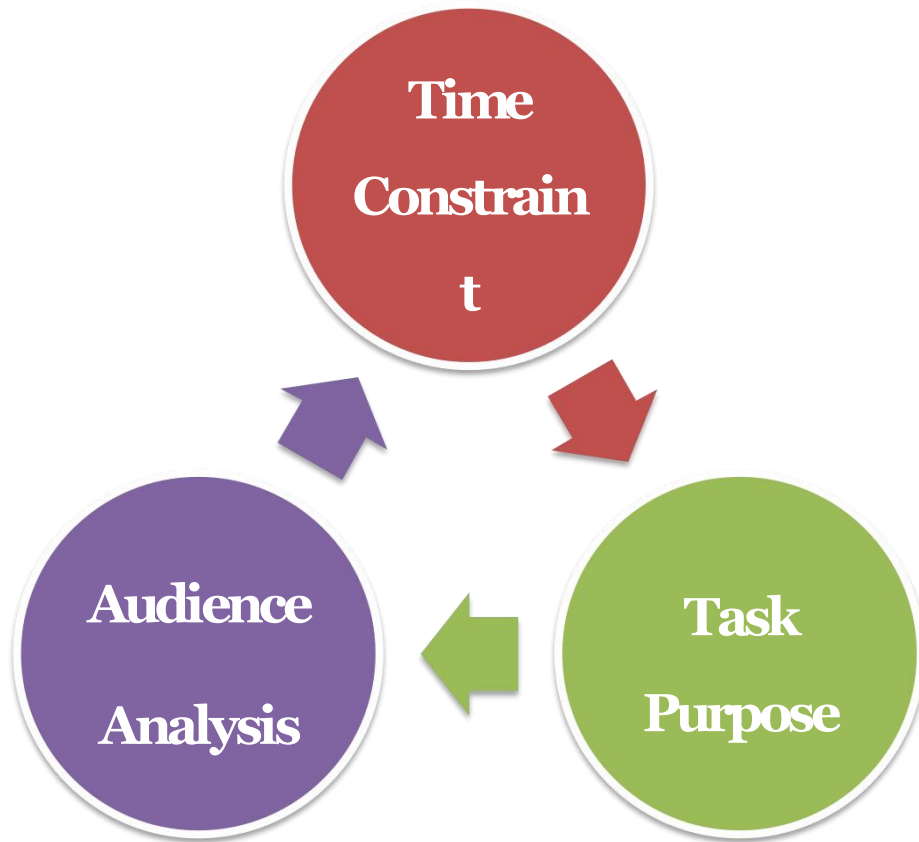 Time
Constrain
t
Task
Purpose
Audience
Analysis